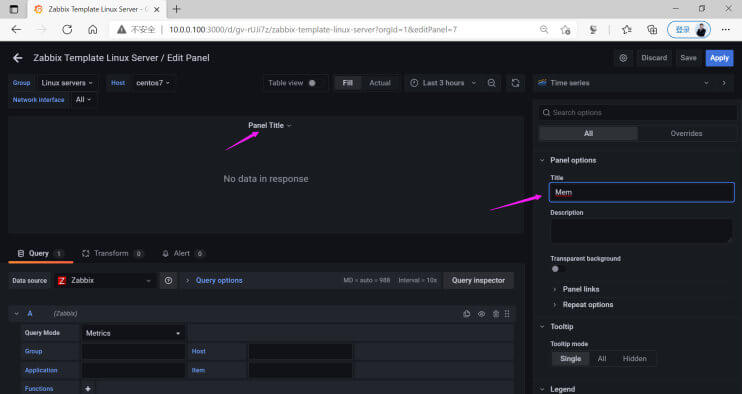 Zabbix Template Linux Server - G
不安全 10.0.0.100:3000/d/gv-rUJi7z/zabbix-template-linux-server?orgId=1&editPanel=7
登录
Zabbix Template Linux Server / Edit Panel
Discard Save Apply
Group Linux servers Host centos7
Table view Fill Actual Last 3 hours
Time series
Network interface All
Search options
All Overrides
Panel Title
Panel options
Title
Mem
No data in response
Description
Transparent background
Query 1 Transform 0 Alert 0
Data source Zabbix Query options MD = auto = 988 Interval = 10s Query inspector
Panel links
Repeat options
A (Zabbix)
Tooltip
Query Mode Metrics
Tooltip mode
Group Host
Single All Hidden
Application Item
Functions +
Legend